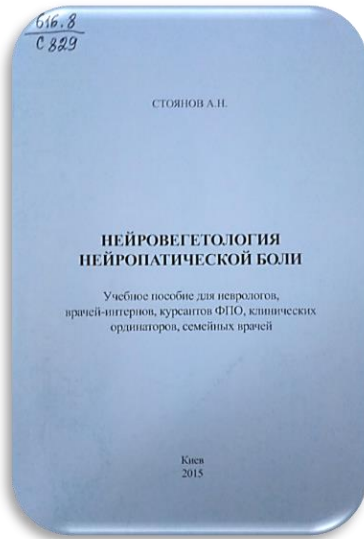 616.8
С 829
СТОЯНОВ А.Н.
НЕЙРОВЕГЕТОЛОГИЯ
НЕЙРОПАТИЧЕСКОЙ БОЛИ
Учебное пособие для неврологов,
врачей-интернов, курсантов ФПО, клинических
ординаторов, семейных врачей
Киев
2015